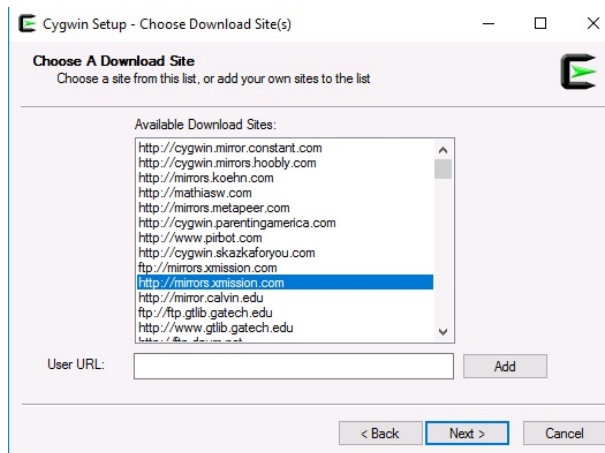 Cygwin Setup - Choose Download Site(s)
Choose A Download Site
Choose a site from this list, or add your own sites to the list
Available Download Sites:
http://cygwin.mirror.constant.com
http://cygwin.mirrors.hoobly.com
http://mirrors.koehn.com
http://mathiasw.com
http://mirrors.metapeer.com
http://cygwin.parentingamerica.com
http://www.pirbot.com
http://cygwin.skazkaforyou.com
ftp://mirrors.xmission.com
http://mirrors.xmission.com
http://mirror.calvin.edu
ftp://ftp.gtlib.gatech.edu
http://www.gtlib.gatech.edu
User URL:
Add
< Back Next > Cancel